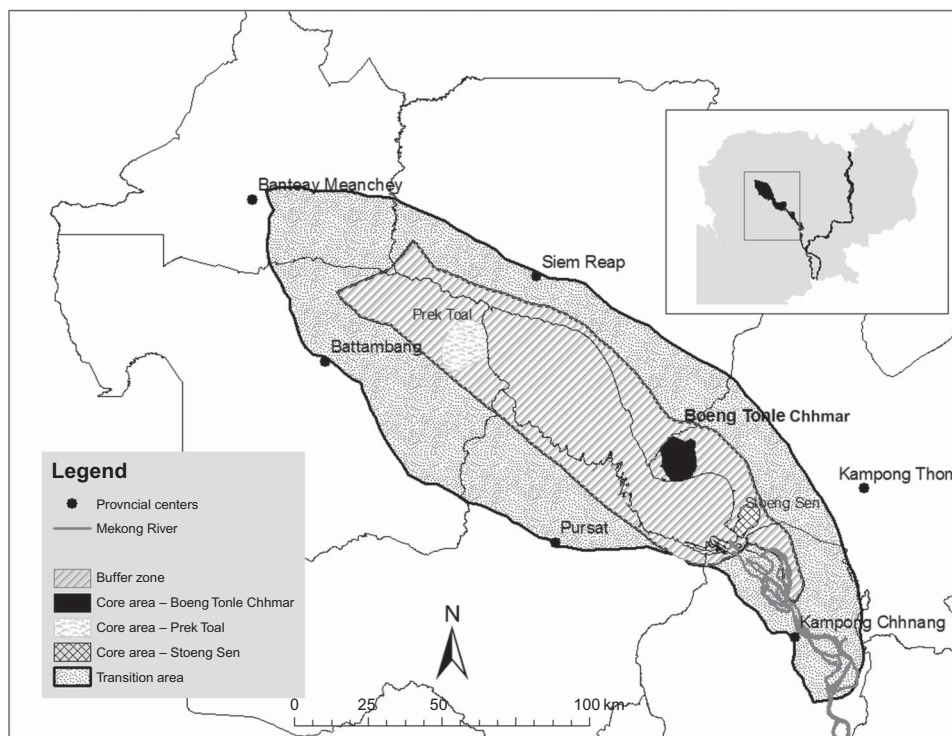 Banteay Meanchey
Siem Reap
Prek Toal
Battambang
Boeng Tonle Chhmar
Kampong Thom
Stoeng Sen
Pursat
Kampong Chhnang
Legend
Provncial centers
Mekong River
Buffer zone
Core area – Boeng Tonle Chhmar
Core area – Prek Toal
Core area – Stoeng Sen
Transition area
N
0 25 50 100 km